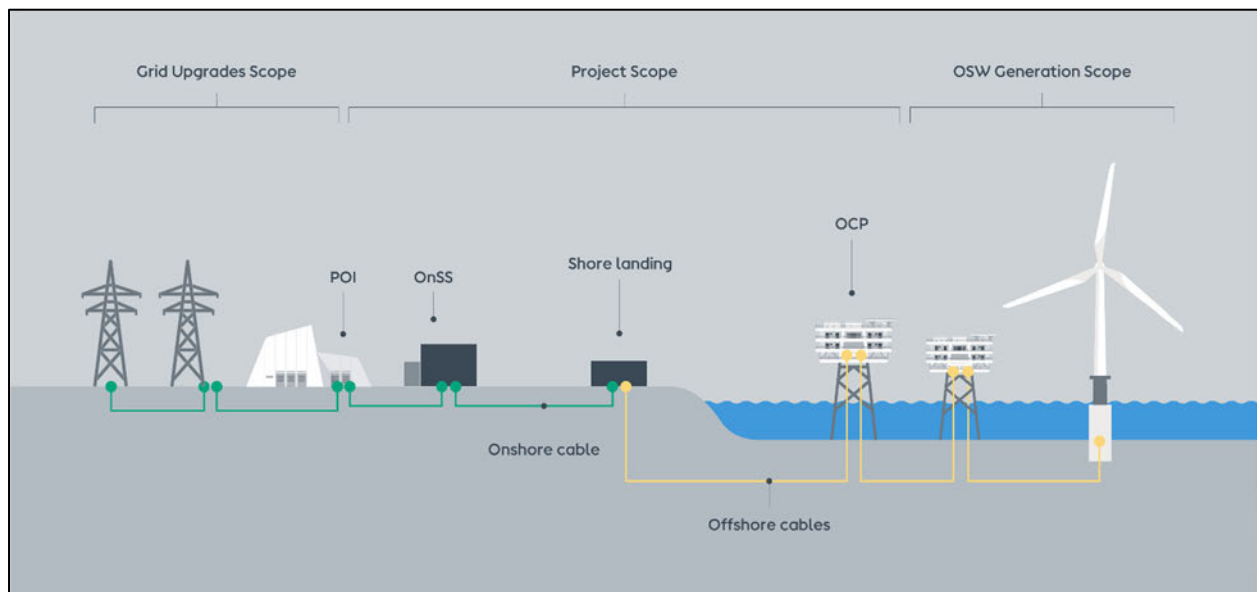 Grid Upgrades Scope
Project Scope
OSW Generation Scope
OCP
Shore landing
POI
OnSS
Onshore cable
Offshore cables